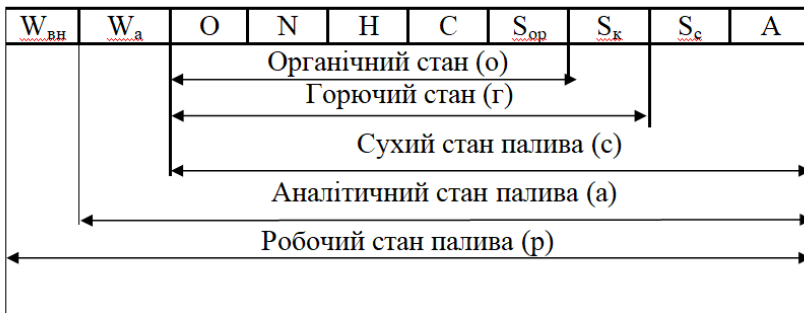 Wвн Wа O N H C Sор Sк Sс A
Органічний стан (о)
Горючий стан (г)
Сухий стан палива (с)
Аналітичний стан палива (а)
Робочий стан палива (р)